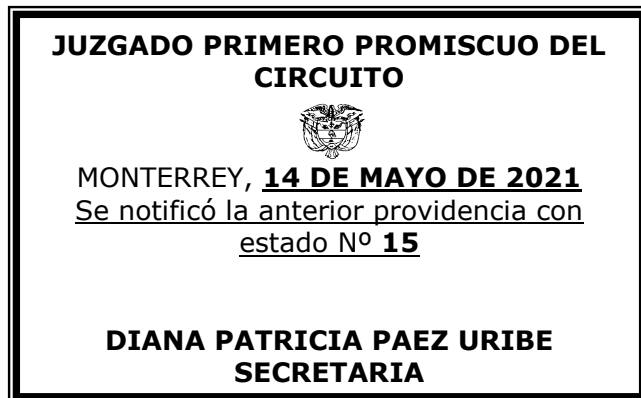 JUZGADO PRIMERO PROMISCUO DEL
CIRCUITO
MONTERREY, 14 DE MAYO DE 2021
Se notificó la anterior providencia con
estado Nº 15
DIANA PATRICIA PAEZ URIBE
SECRETARIA